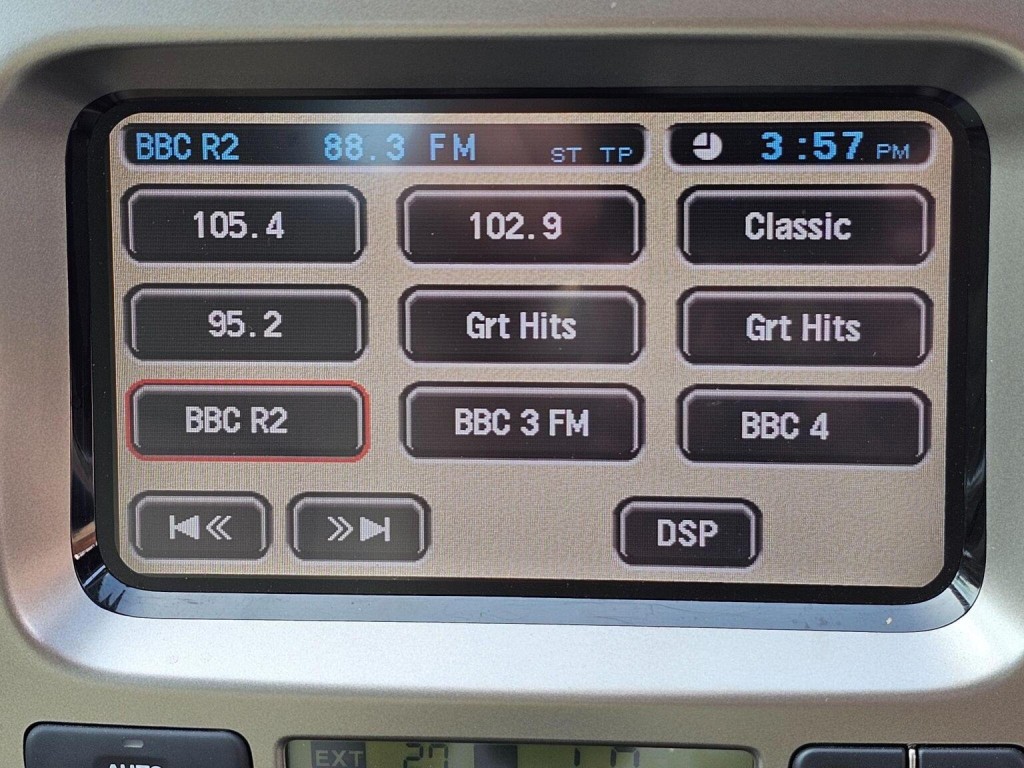 BBC R2 88.3 FM ST TP 3:57 PM
105.4 102.9 Classic
95.2 Grt Hits Grt Hits
BBC R2 BBC 3 FM BBC 4
DSP
AUTO EXT